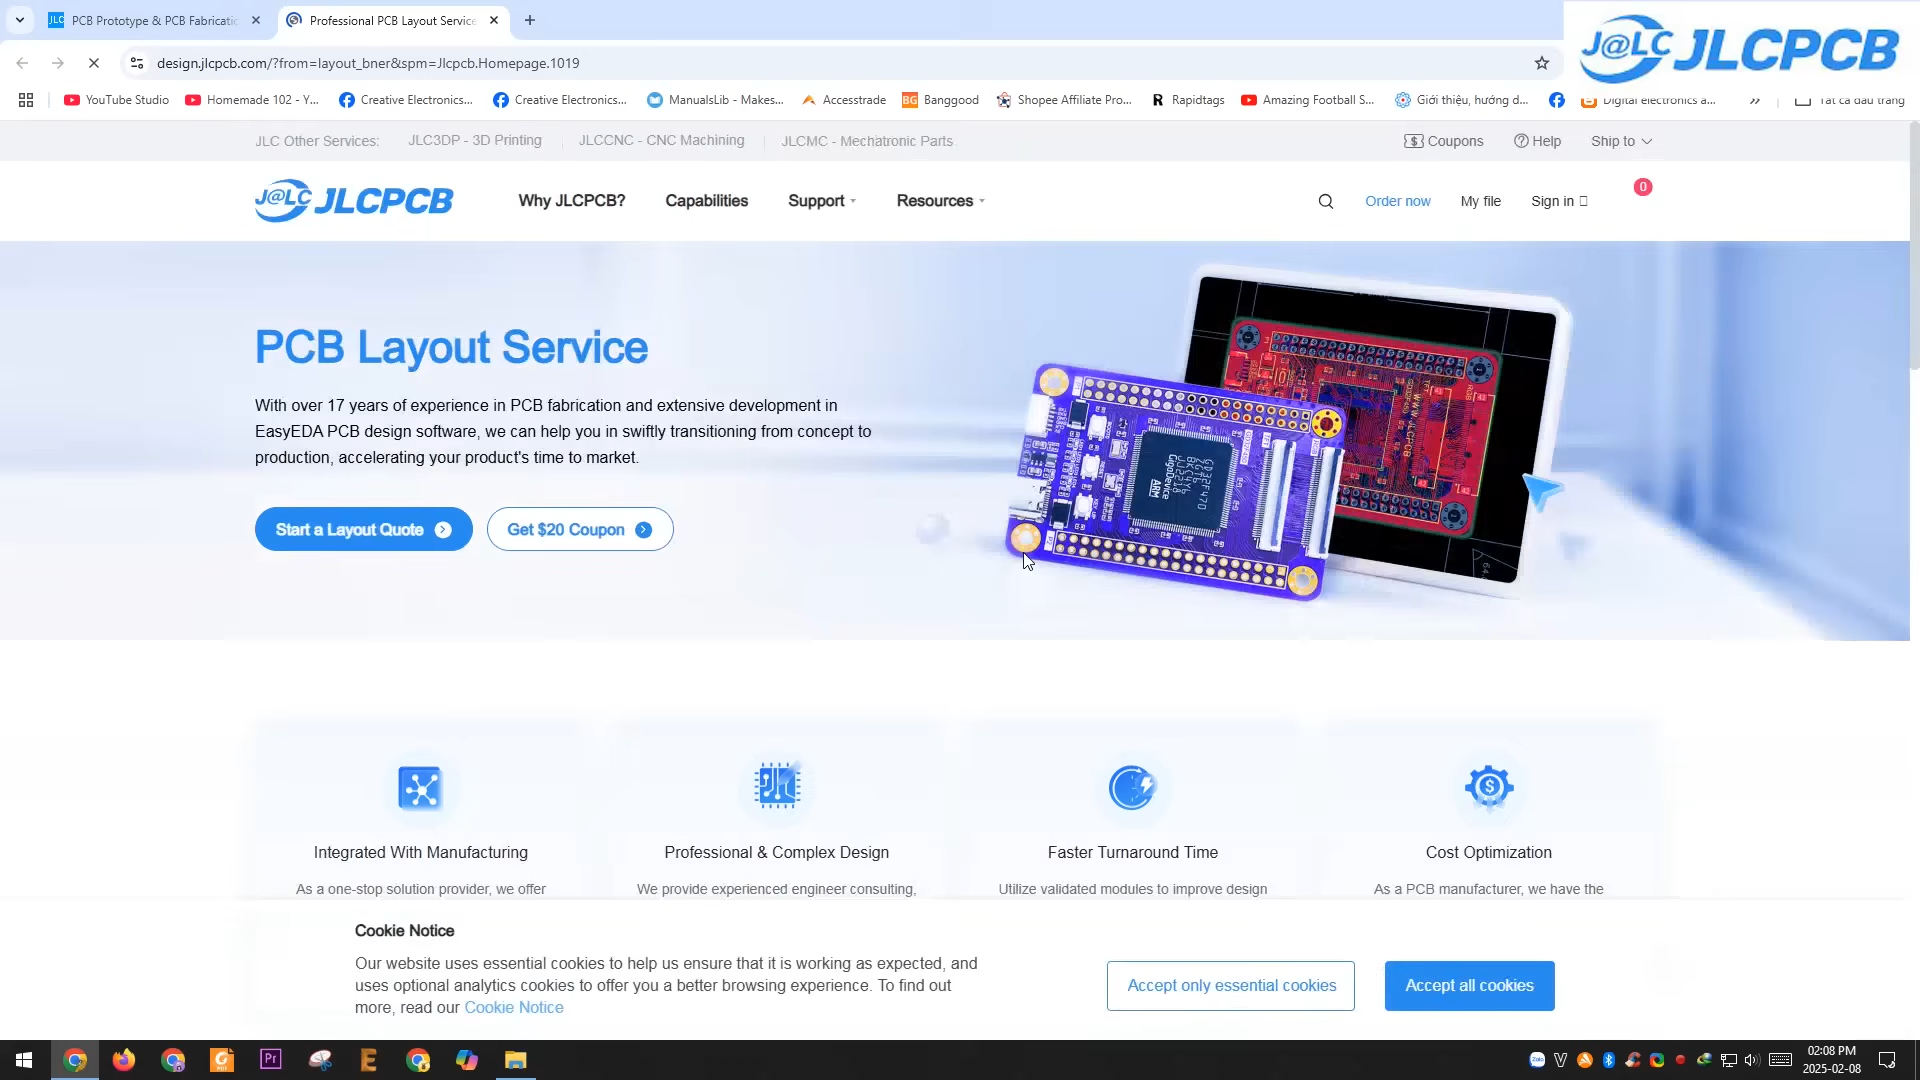 PCB Prototype & PCB Fabricatio
Professional PCB Layout Service
design.jlcpcb.com/?from=layout_bner&spm=Jlcpcb.Homepage.1019
J@LC JLCPCB
YouTube Studio
Homemade 102 - Y...
Creative Electronics...
Creative Electronics...
ManualsLib - Makes...
Accesstrade
BG Banggood
Shopee Affiliate Pro...
Rapidtags
Amazing Football S...
Giới thiệu, hướng d...
Digital electronics a...
Tất cả dấu trang
JLC Other Services:
JLC3DP - 3D Printing
JLCCNC - CNC Machining
JLCMC - Mechatronic Parts
Coupons
Help
Ship to
J@LC JLCPCB
Why JLCPCB?
Capabilities
Support
Resources
Order now
My file
Sign in
0
PCB Layout Service
With over 17 years of experience in PCB fabrication and extensive development in
EasyEDA PCB design software, we can help you in swiftly transitioning from concept to
production, accelerating your product's time to market.
Start a Layout Quote
Get $20 Coupon
GigaDevice
ARM
Integrated With Manufacturing
As a one-stop solution provider, we offer
Professional & Complex Design
We provide experienced engineer consulting,
Faster Turnaround Time
Utilize validated modules to improve design
Cost Optimization
As a PCB manufacturer, we have the
Cookie Notice
Our website uses essential cookies to help us ensure that it is working as expected, and
uses optional analytics cookies to offer you a better browsing experience. To find out
more, read our Cookie Notice
Accept only essential cookies
Accept all cookies
02:08 PM
2025-02-08